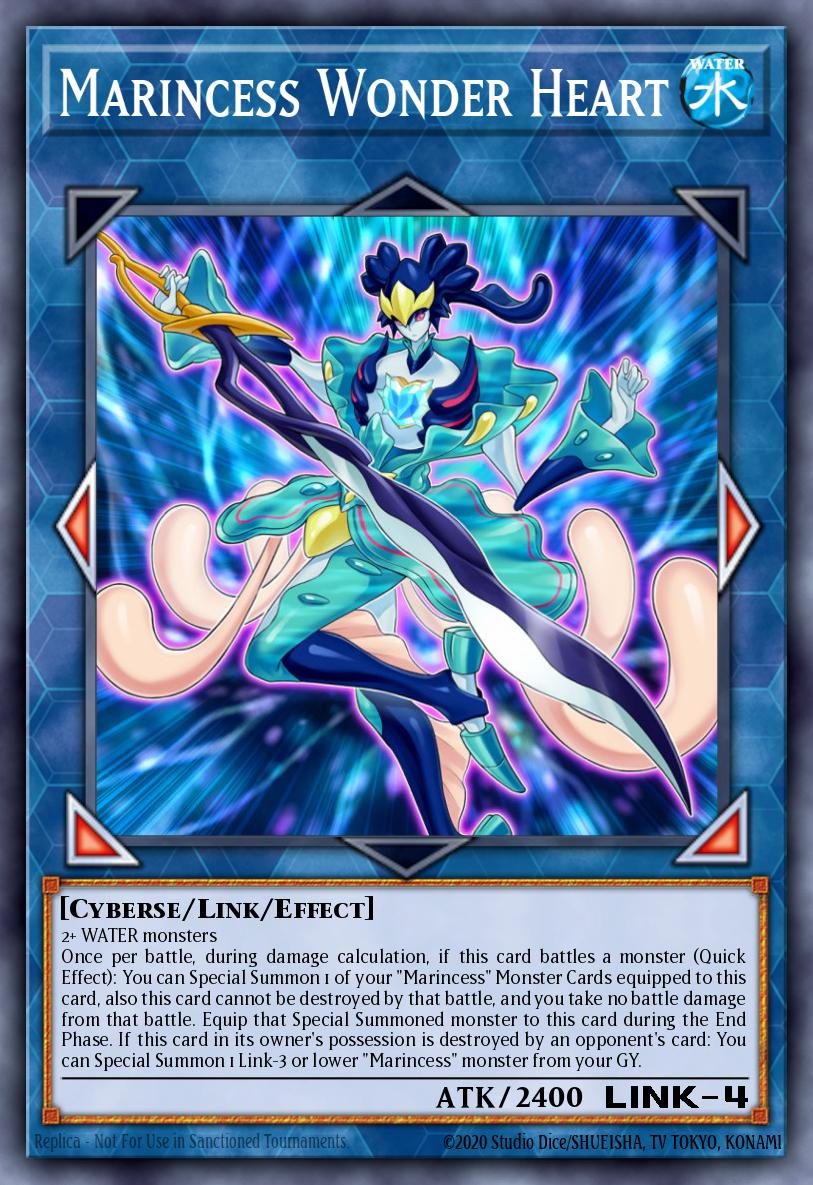 Marincess Wonder Heart
WATER
水
[Cyberse/Link/Effect]
2+ WATER monsters
Once per battle, during damage calculation, if this card battles a monster (Quick
Effect): You can Special Summon 1 of your "Marincess" Monster Cards equipped to this
card, also this card cannot be destroyed by that battle, and you take no battle damage
from that battle. Equip that Special Summoned monster to this card during the End
Phase. If this card in its owner's possession is destroyed by an opponent's card: You
can Special Summon 1 Link-3 or lower "Marincess" monster from your GY.
ATK/2400 LINK-4
Replica - Not For Use in Sanctioned Tournaments. ©2020 Studio Dice/SHUEISHA, TV TOKYO, KONAMI